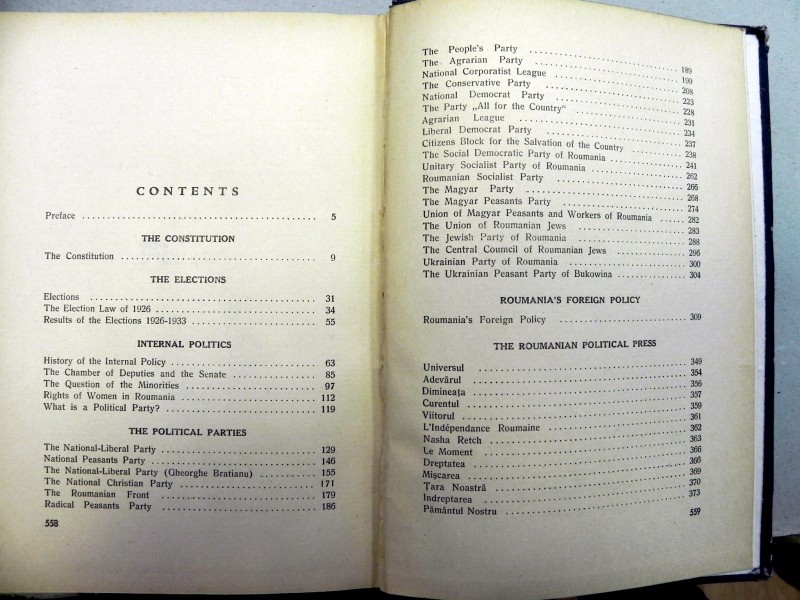 CONTENTS
Preface 5
THE CONSTITUTION
The Constitution 9
THE ELECTIONS
Elections 31
The Election Law of 1926 34
Results of the Elections 1926-1933 55
INTERNAL POLITICS
History of the Internal Policy 63
The Chamber of Deputies and the Senate 85
The Question of the Minorities 97
Rights of Women in Roumania 112
What is a Political Party? 119
THE POLITICAL PARTIES
The National-Liberal Party 129
National Peasants Party 146
The National-Liberal Party (Gheorghe Bratianu) 155
The National Christian Party 171
The Roumanian Front 179
Radical Peasants Party 186
558
The People's Party 189
The Agrarian Party 199
National Corporatist League 208
The Conservative Party 223
National Democrat Party 228
The Party „All for the Country“ 231
Agrarian League 234
Liberal Democrat Party 237
Citizens Block for the Salvation of the Country 238
The Social Democratic Party of Roumania 241
Unitary Socialist Party of Roumania 262
Roumanian Socialist Party 266
The Magyar Party 268
The Magyar Peasants Party 274
Union of Magyar Peasants and Workers of Roumania 282
The Union of Roumanian Jews 283
The Jewish Party of Roumania 288
The Central Council of Roumanian Jews 296
Ukrainian Party of Roumania 300
The Ukrainian Peasant Party of Bukowina 304
ROUMANIA'S FOREIGN POLICY
Roumania's Foreign Policy 309
THE ROUMANIAN POLITICAL PRESS
Universul 349
Adevărul 354
Dimineața 356
Curentul 357
Viitorul 359
L'Indépendance Roumaine 361
Nasha Retch 362
Le Moment 363
Dreptatea 366
Mișcarea 366
Țara Noastră 369
Indreptarea 370
Pământul Nostru 373
559